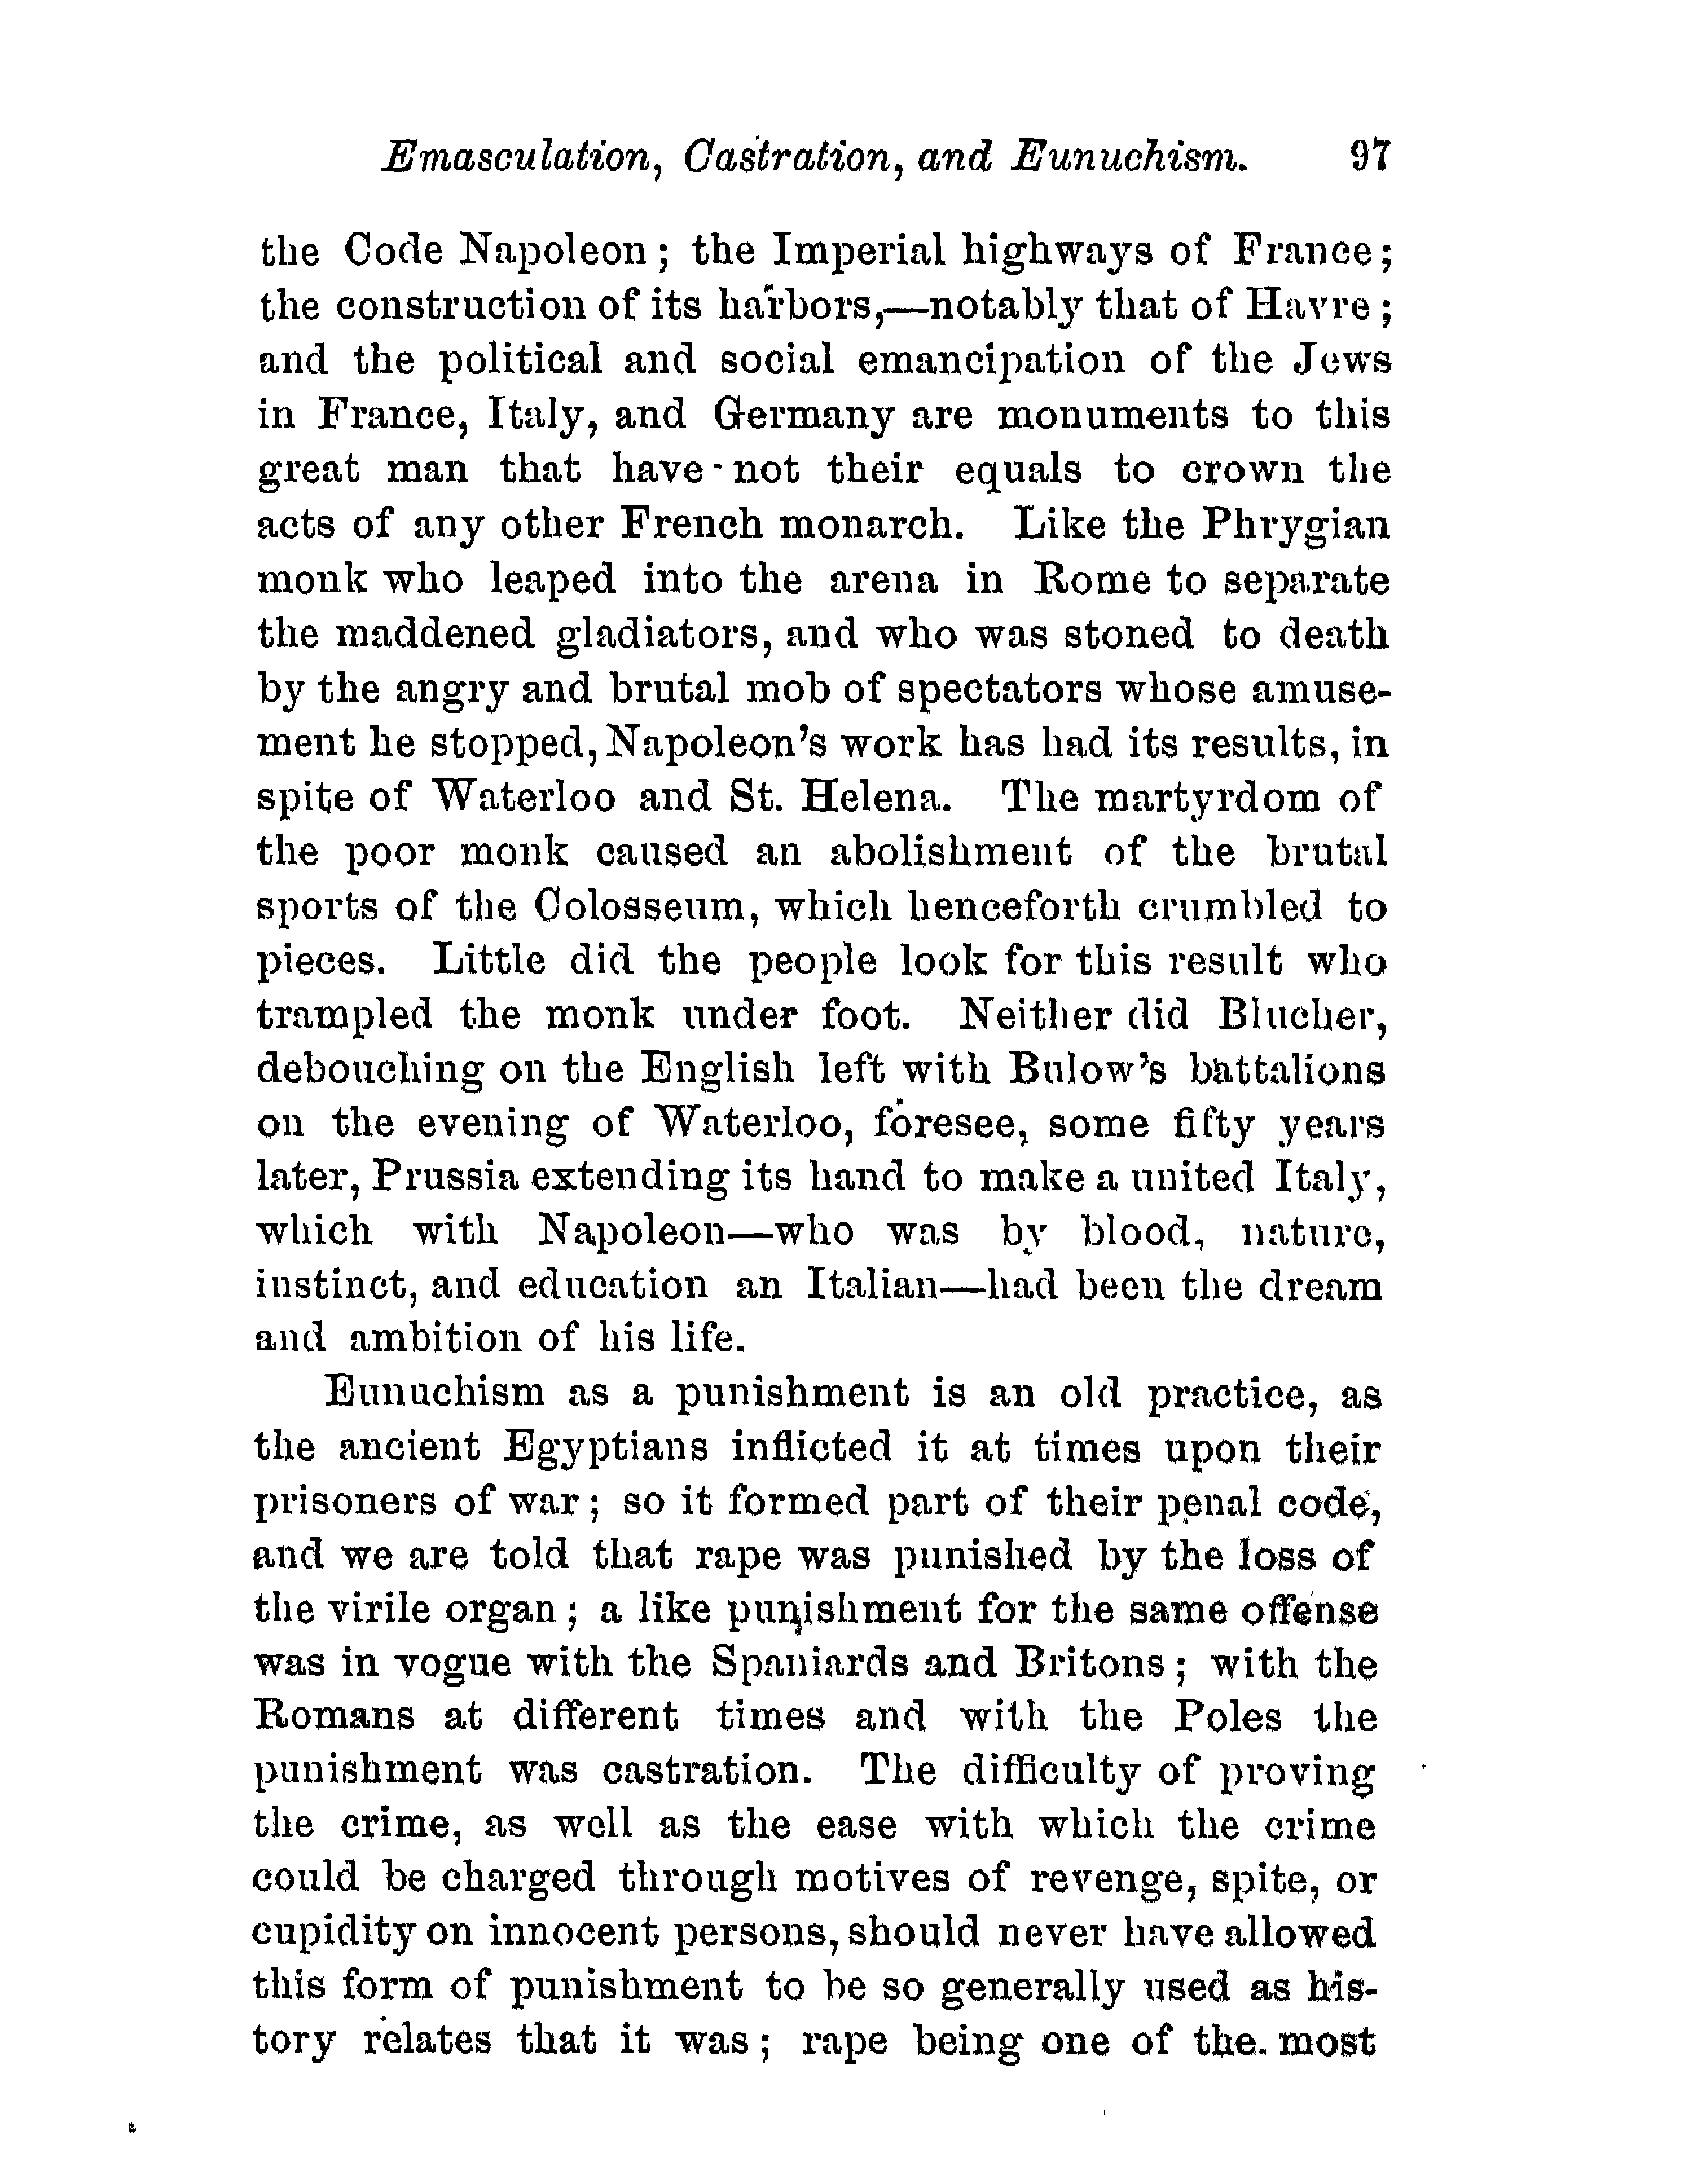 Emasculation, Castration, and Eunuchism. 97
the Code Napoleon; the Imperial highways of France;
the construction of its harbors,—notably that of Havre;
and the political and social emancipation of the Jews
in France, Italy, and Germany are monuments to this
great man that have not their equals to crown the
acts of any other French monarch. Like the Phrygian
monk who leaped into the arena in Rome to separate
the maddened gladiators, and who was stoned to death
by the angry and brutal mob of spectators whose amuse-
ment he stopped, Napoleon's work has had its results, in
spite of Waterloo and St. Helena. The martyrdom of
the poor monk caused an abolishment of the brutal
sports of the Colosseum, which henceforth crumbled to
pieces. Little did the people look for this result who
trampled the monk under foot. Neither did Blucher,
debouching on the English left with Bulow's battalions
on the evening of Waterloo, foresee, some fifty years
later, Prussia extending its hand to make a united Italy,
which with Napoleon—who was by blood, nature,
instinct, and education an Italian—had been the dream
and ambition of his life.
Eunuchism as a punishment is an old practice, as
the ancient Egyptians inflicted it at times upon their
prisoners of war; so it formed part of their penal code,
and we are told that rape was punished by the loss of
the virile organ; a like punishment for the same offense
was in vogue with the Spaniards and Britons; with the
Romans at different times and with the Poles the
punishment was castration. The difficulty of proving
the crime, as well as the ease with which the crime
could be charged through motives of revenge, spite, or
cupidity on innocent persons, should never have allowed
this form of punishment to be so generally used as his-
tory relates that it was; rape being one of the most